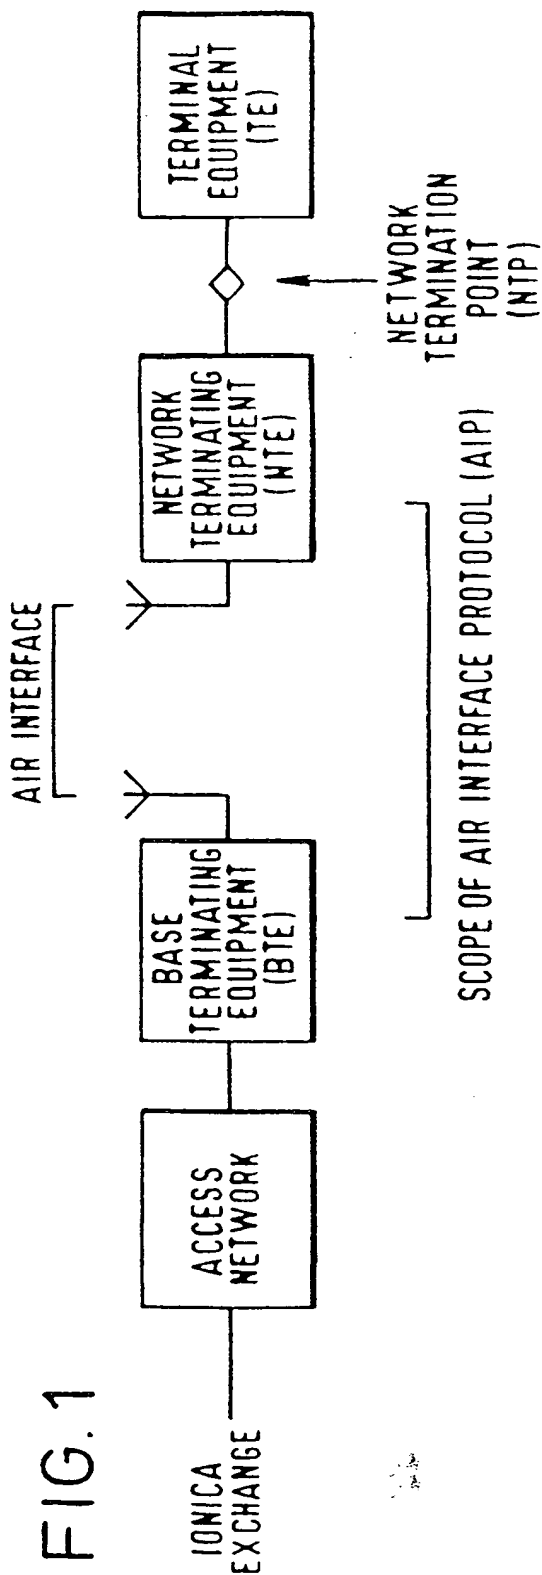 FIG. 1
AIR INTERFACE
IONICA
EXCHANGE
ACCESS
NETWORK
BASE
TERMINATING
EQUIPMENT
(BTE)
NETWORK
TERMINATING
EQUIPMENT
(NTE)
TERMINAL
EQUIPMENT
(TE)
NETWORK
TERMINATION
POINT
(NTP)
SCOPE OF AIR INTERFACE PROTOCOL (AIP)